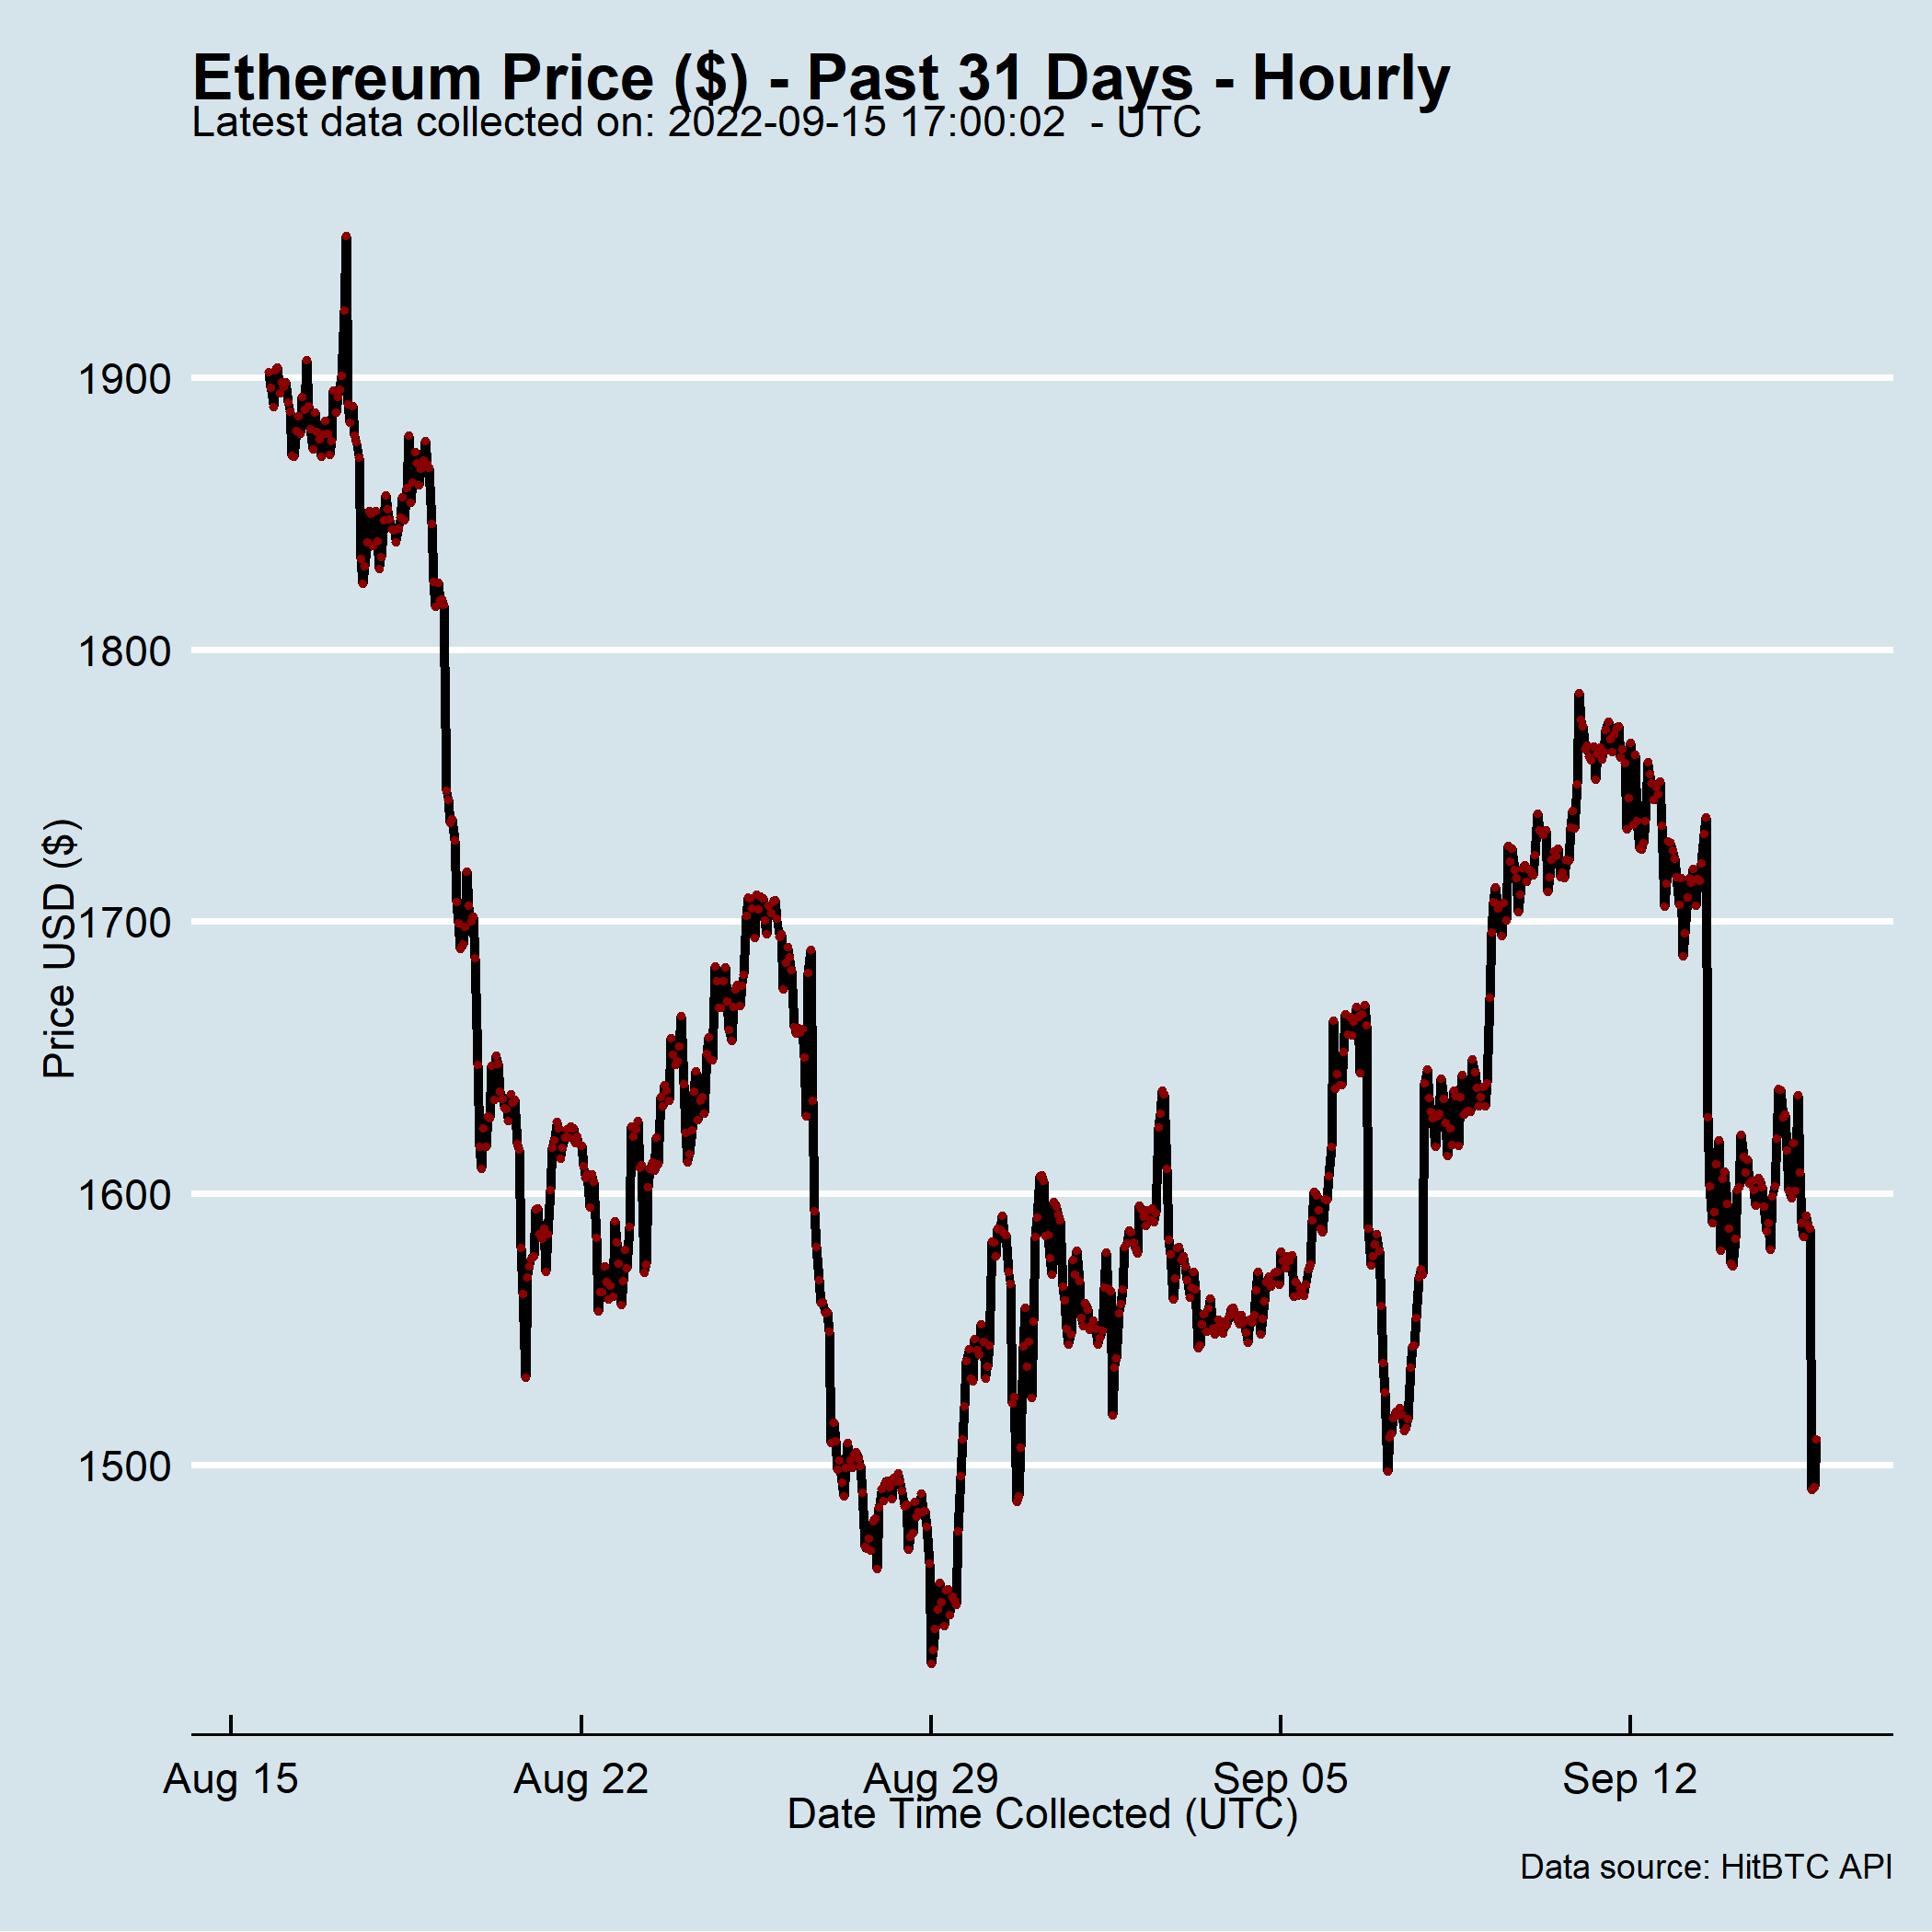 Ethereum Price ($) - Past 31 Days - Hourly
Latest data collected on: 2022-09-15 17:00:02  - UTC
1900
1800
1700
1600
1500
Price USD ($)
Aug 15
Aug 22
Aug 29
Sep 05
Sep 12
Date Time Collected (UTC)
Data source: HitBTC API